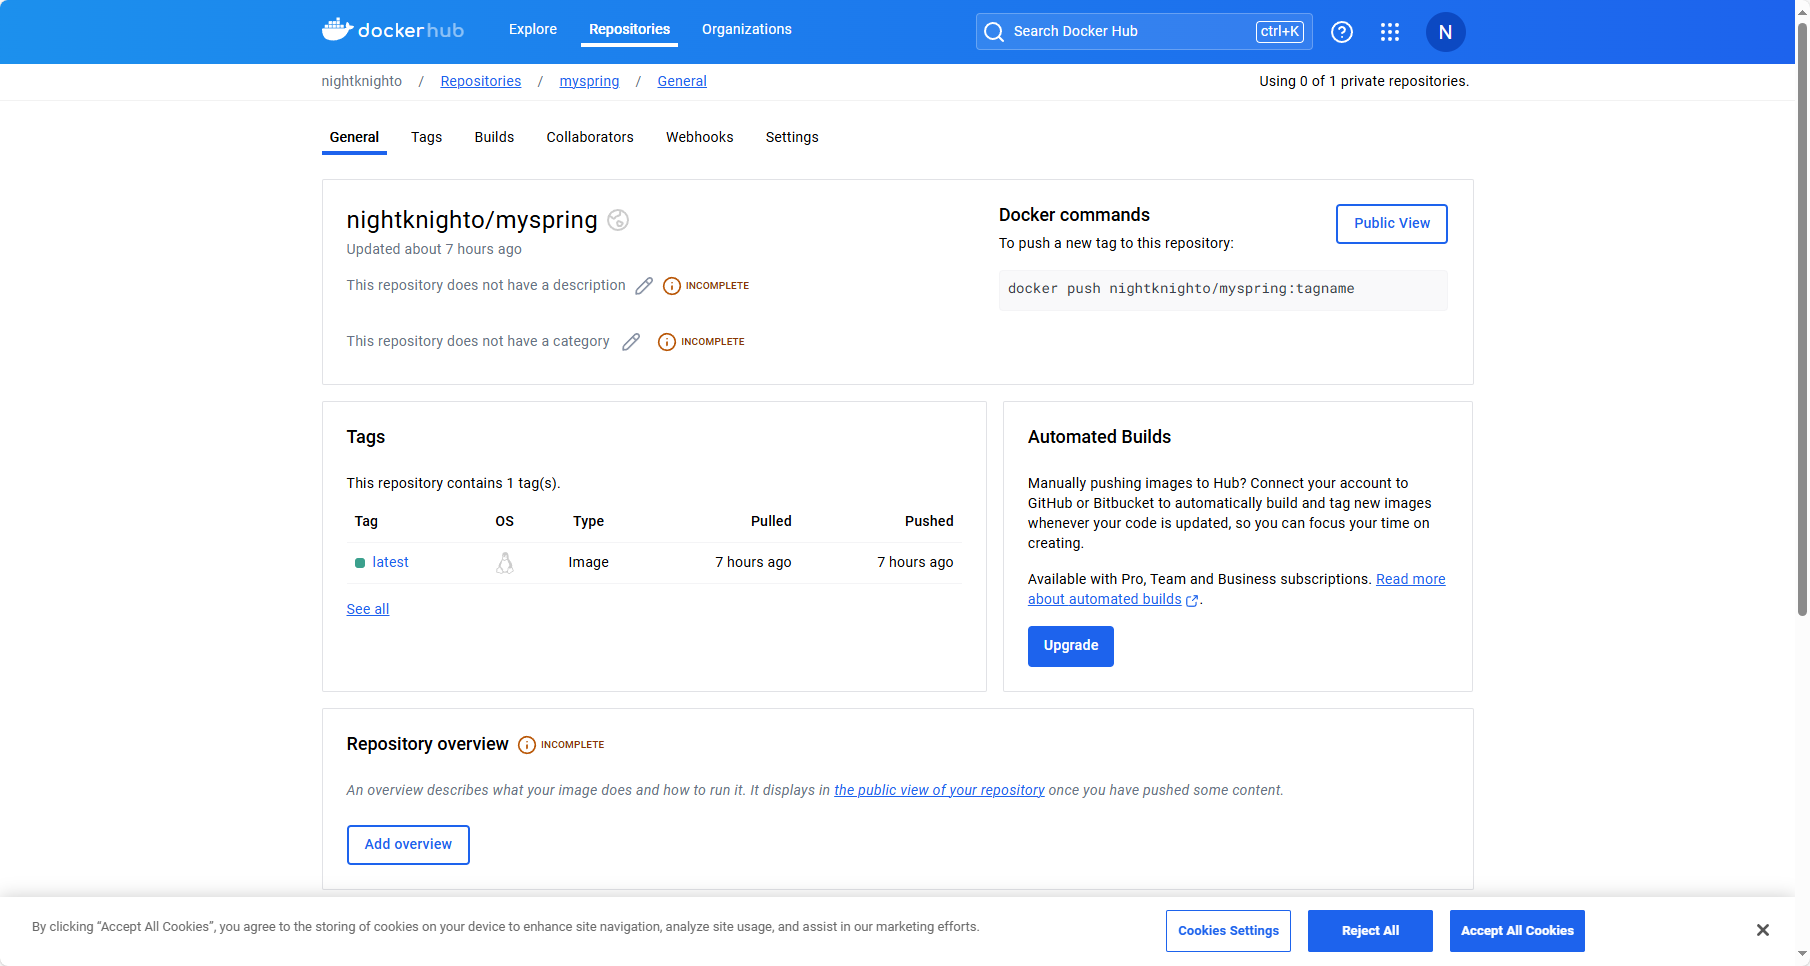 dockerhub
Explore
Repositories
Organizations
Search Docker Hub
ctrl+K
N
nightknighto / Repositories / myspring / General
Using 0 of 1 private repositories.
General
Tags
Builds
Collaborators
Webhooks
Settings
nightknighto/myspring
Updated about 7 hours ago
This repository does not have a description
INCOMPLETE
This repository does not have a category
INCOMPLETE
Docker commands
To push a new tag to this repository:
Public View
docker push nightknighto/myspring:tagname
Tags
This repository contains 1 tag(s).
Tag OS Type Pulled Pushed
latest Image 7 hours ago 7 hours ago
See all
Automated Builds
Manually pushing images to Hub? Connect your account to
GitHub or Bitbucket to automatically build and tag new images
whenever your code is updated, so you can focus your time on
creating.
Available with Pro, Team and Business subscriptions. Read more
about automated builds.
Upgrade
Repository overview
INCOMPLETE
An overview describes what your image does and how to run it. It displays in the public view of your repository once you have pushed some content.
Add overview
By clicking “Accept All Cookies”, you agree to the storing of cookies on your device to enhance site navigation, analyze site usage, and assist in our marketing efforts.
Cookies Settings
Reject All
Accept All Cookies